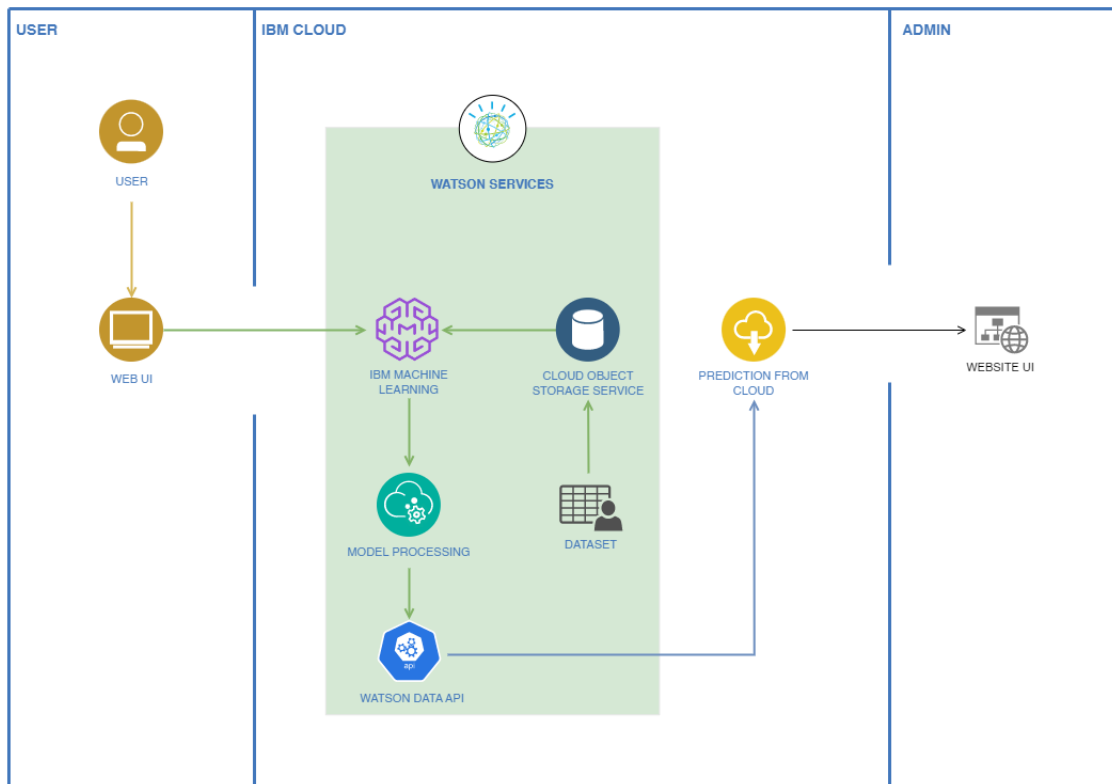 USER
IBM CLOUD
ADMIN
WATSON SERVICES
USER
WEB UI
IBM MACHINE
LEARNING
CLOUD OBJECT
STORAGE SERVICE
PREDICTION FROM
CLOUD
WEBSITE UI
MODEL PROCESSING
DATASET
api
WATSON DATA API